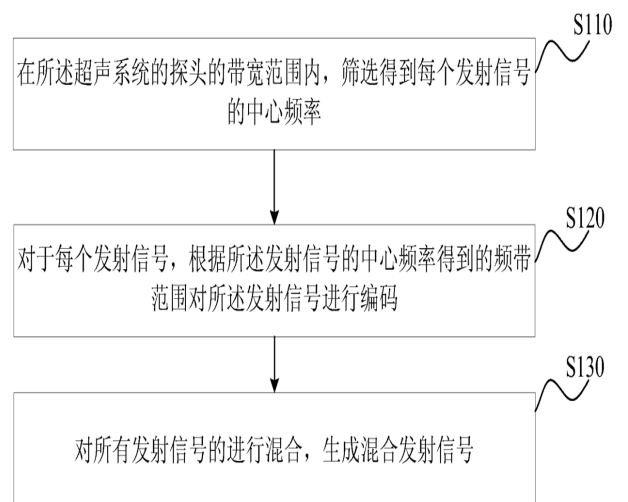 S110
在所述超声系统的探头的带宽范围内，筛选得到每个发射信号
的中心频率
S120
对于每个发射信号，根据所述发射信号的中心频率得到的频带
范围对所述发射信号进行编码
S130
对所有发射信号的进行混合，生成混合发射信号